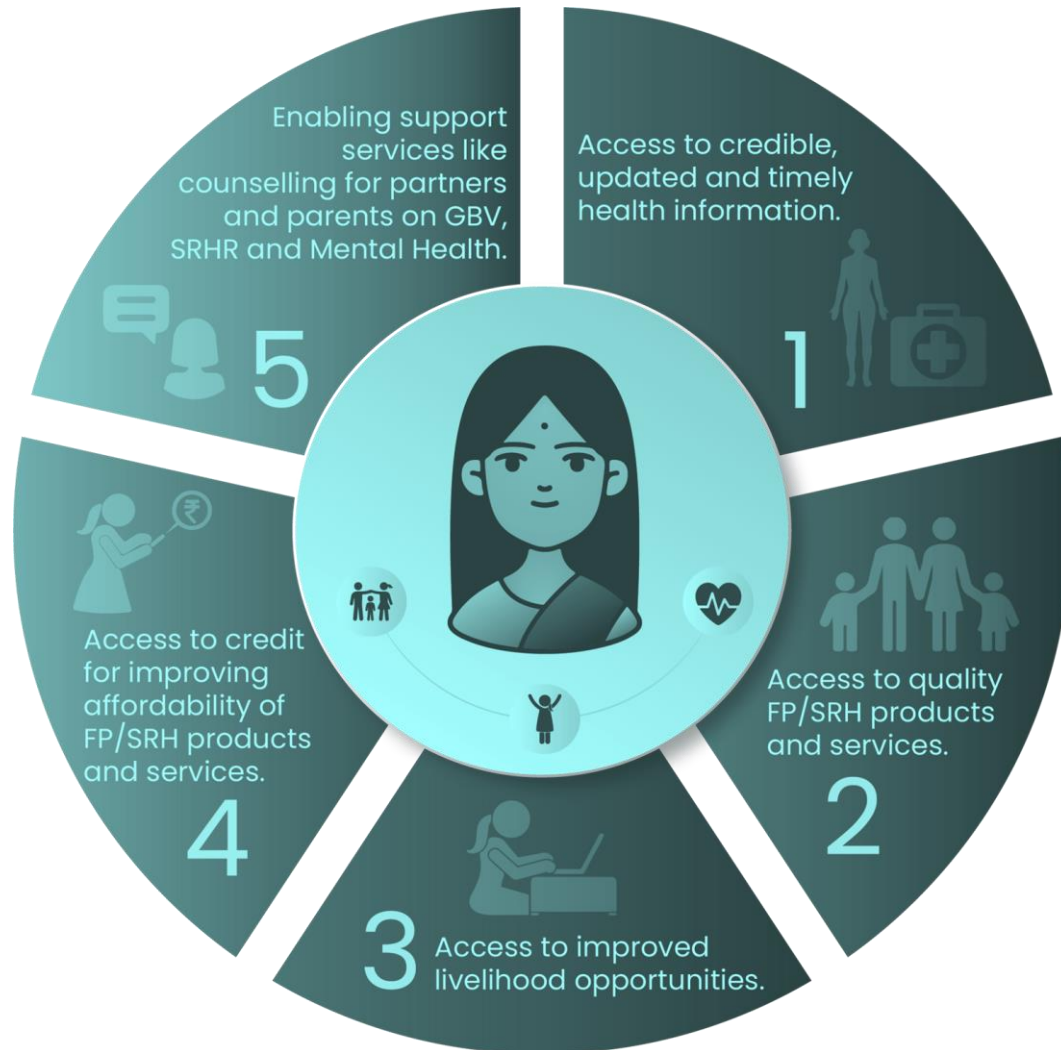 Access to credible,
updated and timely
health information.
1
Access to quality
FP/SRH products
and services.
2
3
Access to improved
livelihood opportunities.
₹
Access to credit
for improving
affordability of
FP/SRH products
and services.
4
Enabling support
services like
counselling for partners
and parents on GBV,
SRHR and Mental Health.
5